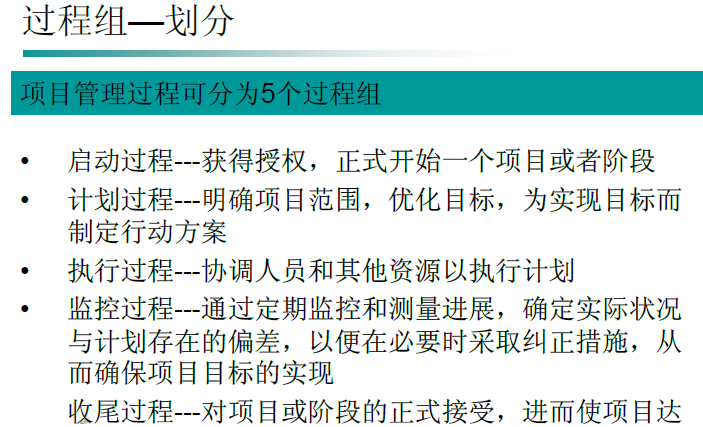 过程组—划分
项目管理过程可分为5个过程组
• 启动过程---获得授权，正式开始一个项目或者阶段
• 计划过程---明确项目范围，优化目标，为实现目标而
制定行动方案
• 执行过程---协调人员和其他资源以执行计划
• 监控过程---通过定期监控和测量进展，确定实际状况
与计划存在的偏差，以便在必要时采取纠正措施，从
而确保项目目标的实现
收尾过程---对项目或阶段的正式接受，进而使项目达